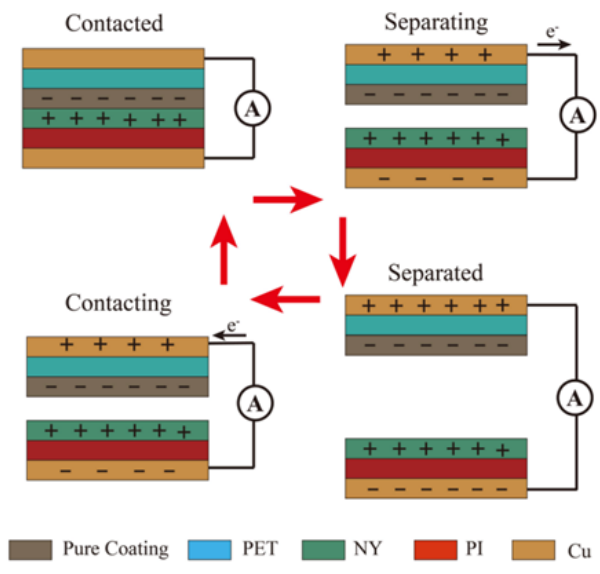 Contacted
Separating
e-
A
- - - - - -
+ + + + + +
+ + + +
- - - - - -
A
+ + + + + +
- - - -
Contacting
Separated
e-
+ + + +
- - - - - -
A
+ + + + + +
- - - -
+ + + + + +
- - - - - -
A
+ + + + + +
- - - - - -
Pure Coating
PET
NY
PI
Cu